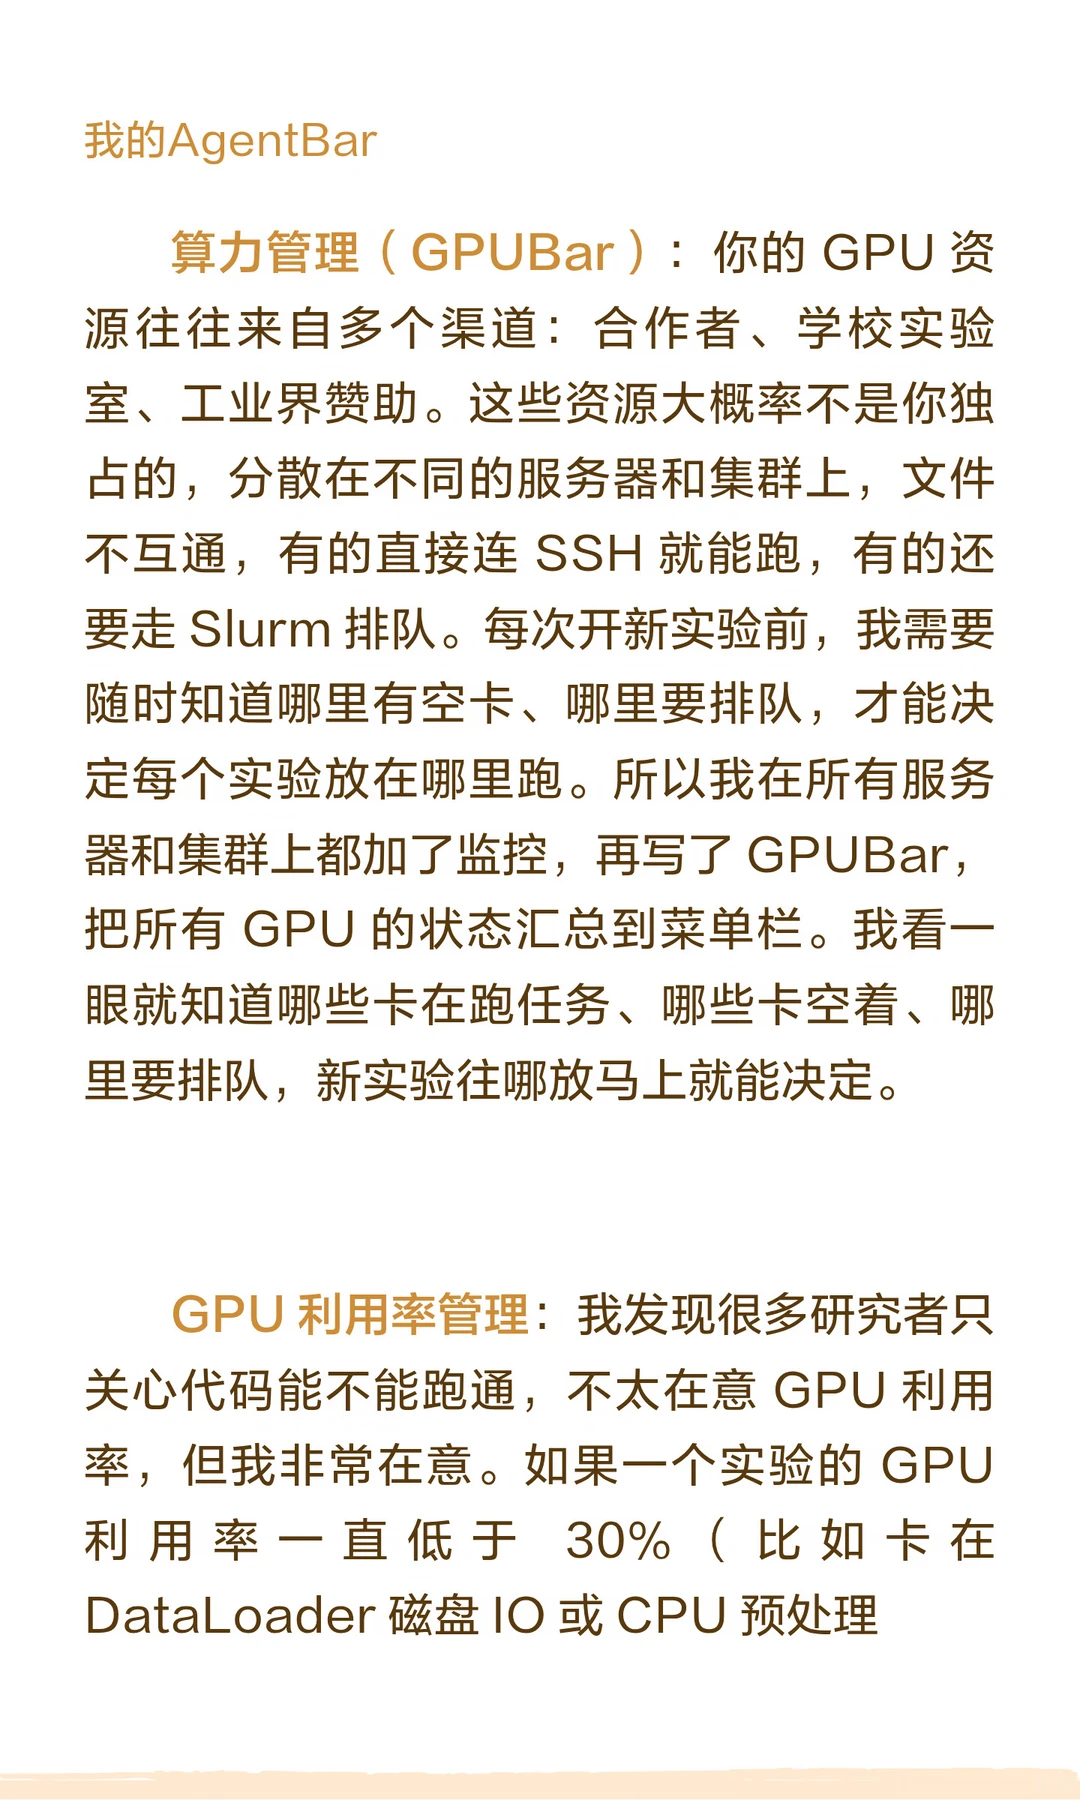 我的AgentBar
算力管理（GPUBar）：你的 GPU 资
源往往来自多个渠道：合作者、学校实验
室、工业界赞助。这些资源大概率不是你独
占的，分散在不同的服务器和集群上，文件
不互通，有的直接连 SSH 就能跑，有的还
要走 Slurm 排队。每次开新实验前，我需要
随时知道哪里有空卡、哪里要排队，才能决
定每个实验放在哪里跑。所以我在所有服务
器和集群上都加了监控，再写了 GPUBar，
把所有 GPU 的状态汇总到菜单栏。我看一
眼就知道哪些卡在跑任务、哪些卡空着、哪
里要排队，新实验往哪放马上就能决定。
GPU 利用率管理：我发现很多研究者只
关心代码能不能跑通，不太在意 GPU 利用
率，但我非常在意。如果一个实验的 GPU
利用率一直低于 30%（比如卡在
DataLoader 磁盘 IO 或 CPU 预处理